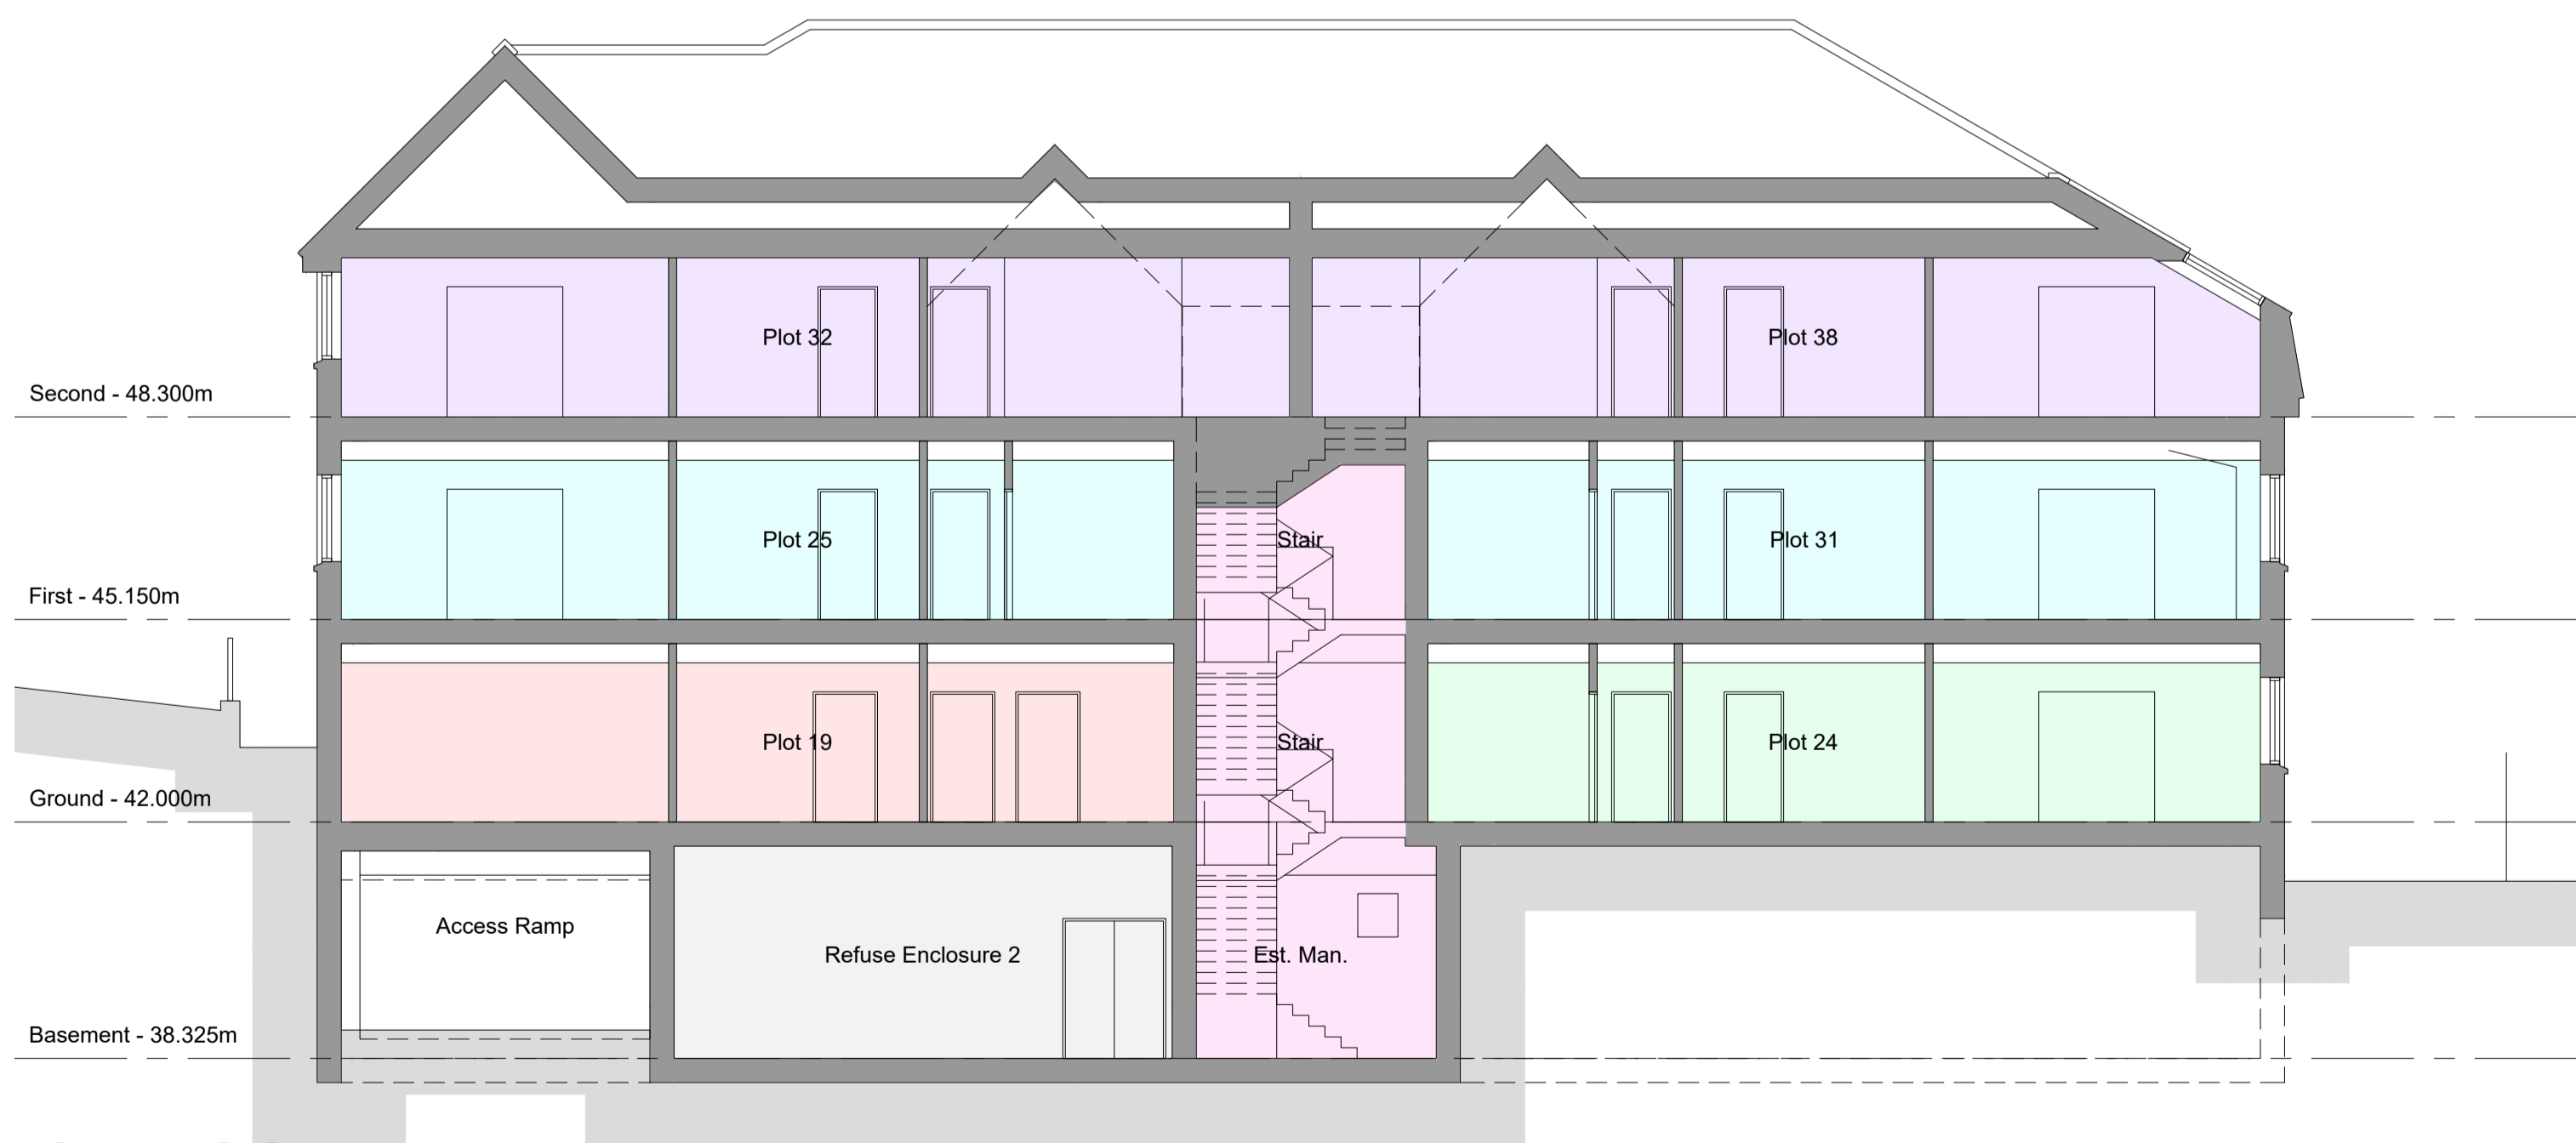 Plot 32
Plot 38
Second - 48.300m
Plot 25
Stair
Plot 31
First - 45.150m
Plot 19
Stair
Plot 24
Ground - 42.000m
Access Ramp
Refuse Enclosure 2
Est. Man.
Basement - 38.325m